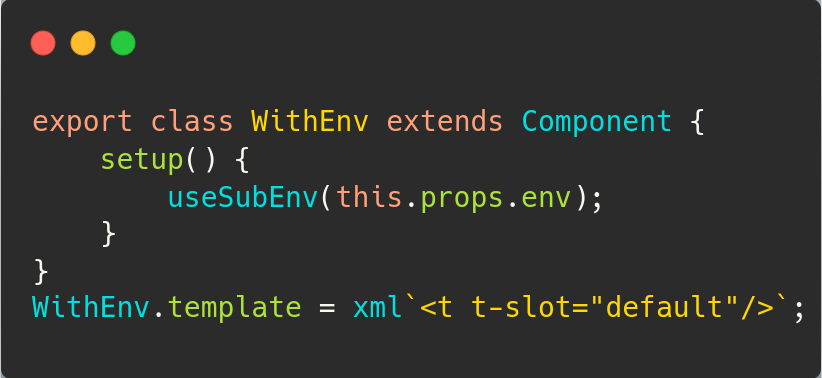 export class WithEnv extends Component {
    setup() {
        useSubEnv(this.props.env);
    }
}
WithEnv.template = xml`<t t-slot="default"/>`;